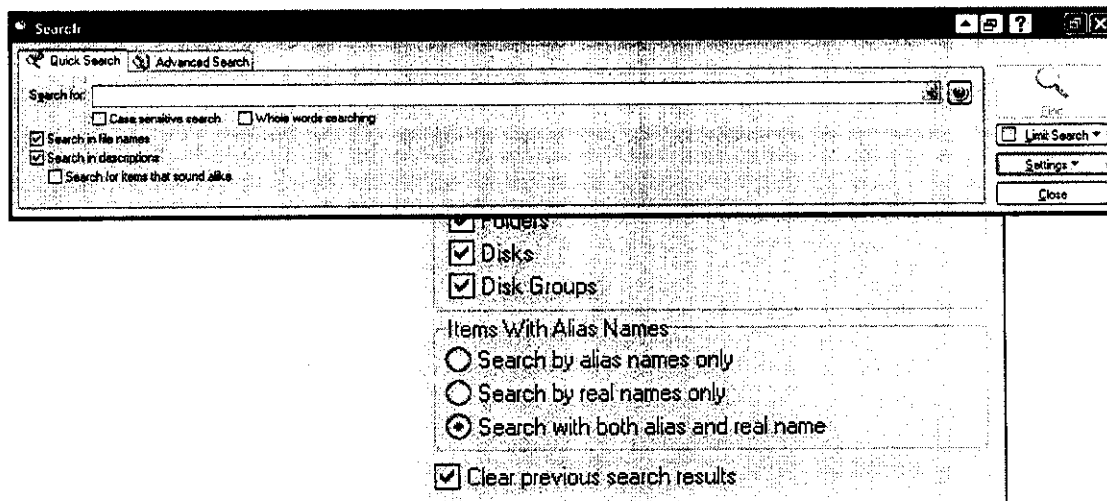 Search
Quick Search Advanced Search
Search for:
Case sensitive search Whole words searching
Search in file names
Search in descriptions
Search for items that sound alike
Find
Limit Search
Settings
Close
Folders
Disks
Disk Groups
Items With Alias Names
Search by alias names only
Search by real names only
Search with both alias and real name
Clear previous search results